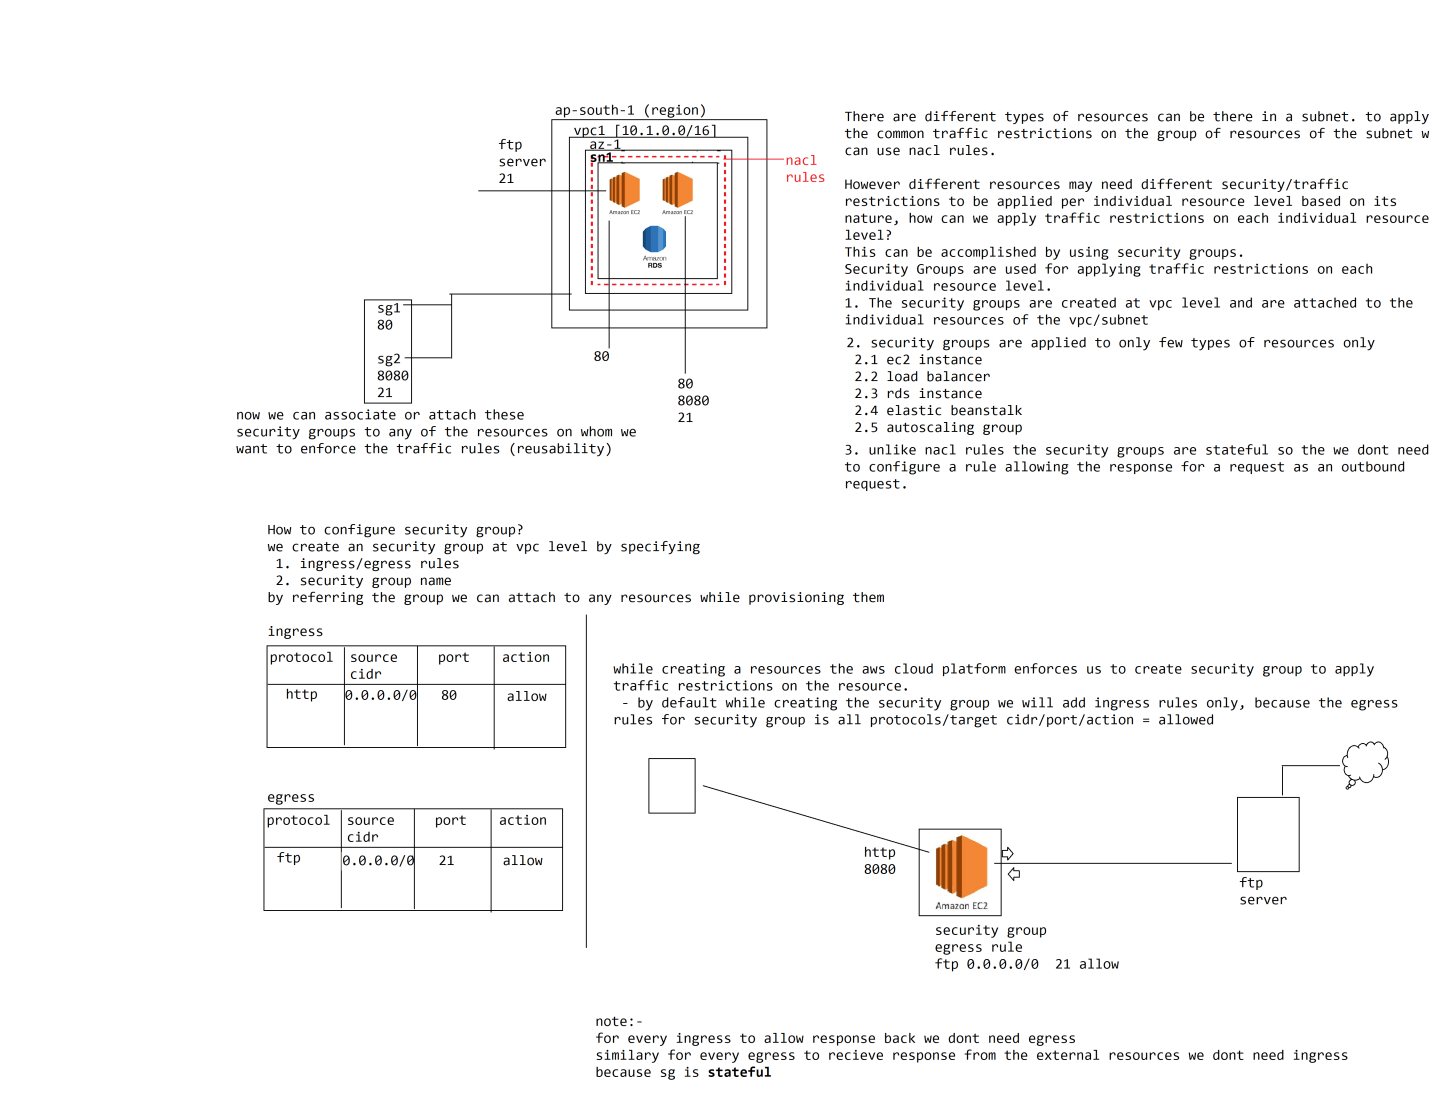 ap-south-1 (region)
vpc1 [10.1.0.0/16]
az-1
sn1
ftp
server
21
nacl
rules
Amazon EC2
Amazon EC2
Amazon
RDS
sg1
80
sg2
8080
21
80
80
8080
21
now we can associate or attach these
security groups to any of the resources on whom we
want to enforce the traffic rules (reusability)
There are different types of resources can be there in a subnet. to apply
the common traffic restrictions on the group of resources of the subnet w
can use nacl rules.
However different resources may need different security/traffic
restrictions to be applied per individual resource level based on its
nature, how can we apply traffic restrictions on each individual resource
level?
This can be accomplished by using security groups.
Security Groups are used for applying traffic restrictions on each
individual resource level.
1. The security groups are created at vpc level and are attached to the
individual resources of the vpc/subnet
2. security groups are applied to only few types of resources only
2.1 ec2 instance
2.2 load balancer
2.3 rds instance
2.4 elastic beanstalk
2.5 autoscaling group
3. unlike nacl rules the security groups are stateful so the we dont need
to configure a rule allowing the response for a request as an outbound
request.
How to configure security group?
we create an security group at vpc level by specifying
1. ingress/egress rules
2. security group name
by referring the group we can attach to any resources while provisioning them
ingress
protocol source cidr port action
http 0.0.0.0/0 80 allow
egress
protocol source cidr port action
ftp 0.0.0.0/0 21 allow
while creating a resources the aws cloud platform enforces us to create security group to apply
traffic restrictions on the resource.
- by default while creating the security group we will add ingress rules only, because the egress
rules for security group is all protocols/target cidr/port/action = allowed
http
8080
Amazon EC2
security group
egress rule
ftp 0.0.0.0/0 21 allow
ftp
server
note:-
for every ingress to allow response back we dont need egress
similary for every egress to recieve response from the external resources we dont need ingress
because sg is stateful